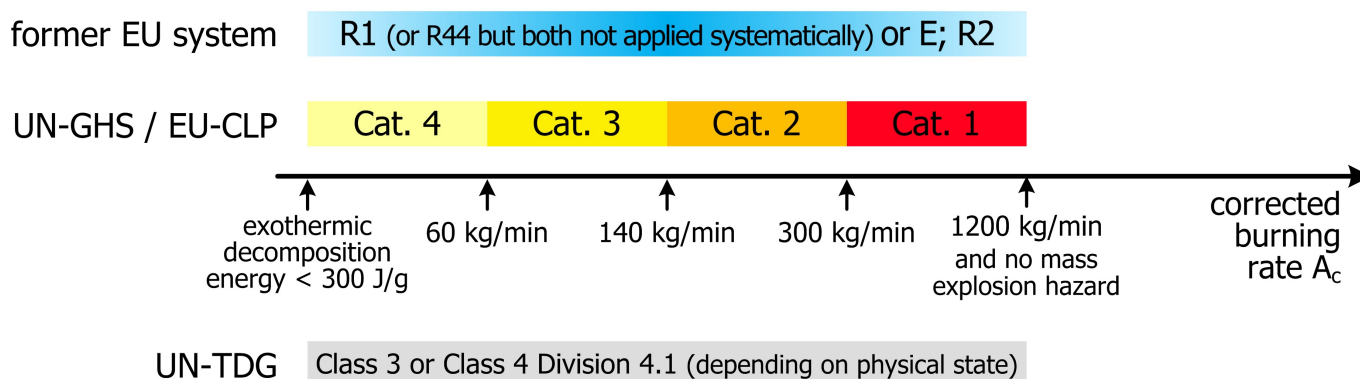 former EU system
R1 (or R44 but both not applied systematically) or E; R2
UN-GHS / EU-CLP
Cat. 4
Cat. 3
Cat. 2
Cat. 1
exothermic
decomposition
energy < 300 J/g
60 kg/min
140 kg/min
300 kg/min
1200 kg/min
and no mass
explosion hazard
corrected
burning
rate Ac
UN-TDG
Class 3 or Class 4 Division 4.1 (depending on physical state)